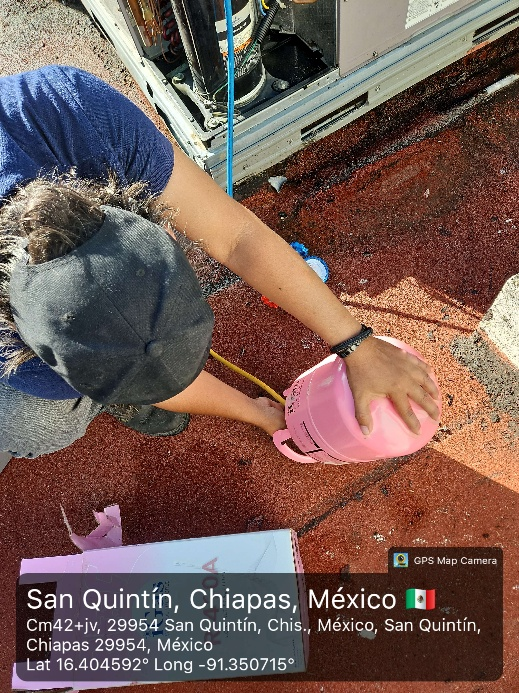 GPS Map Camera
San Quintín, Chiapas, México 🇲🇽
Cm42+jv, 29954 San Quintín, Chis., México, San Quintín,
Chiapas 29954, México
Lat 16.404592° Long -91.350715°